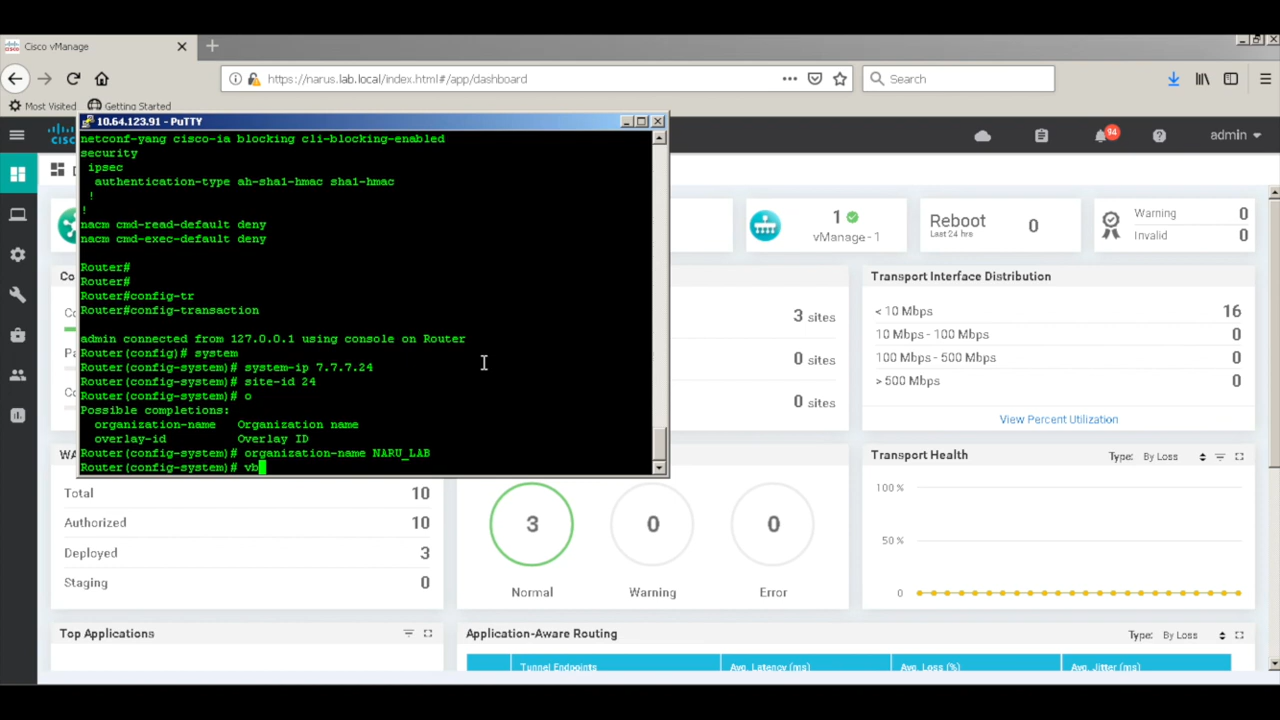 Cisco vManage
https://narus.lab.local/index.html#/app/dashboard
Search
Most Visited
Getting Started
10.64.123.91 - PuTTY
admin
94
netconf-yang cisco-ia blocking cli-blocking-enabled
security
ipsec
authentication-type ah-sha1-hmac sha1-hmac
!
!
nacm cmd-read-default deny
nacm cmd-exec-default deny
Router#
Router#
Router#config-tr
Router#config-transaction
admin connected from 127.0.0.1 using console on Router
Router(config)# system
Router(config-system)# system-ip 7.7.7.24
Router(config-system)# site-id 24
Router(config-system)# o
Possible completions:
organization-name Organization name
overlay-id Overlay ID
Router(config-system)# organization-name NARU_LAB
Router(config-system)# vb
1
vManage - 1
Reboot
Last 24 hrs
0
Warning 0
Invalid 0
3 sites
0 sites
0 sites
Transport Interface Distribution
< 10 Mbps 16
10 Mbps - 100 Mbps 0
100 Mbps - 500 Mbps 0
> 500 Mbps 0
View Percent Utilization
Total 10
Authorized 10
Deployed 3
Staging 0
3
Normal
0
Warning
0
Error
Transport Health
Type: By Loss
100 %
50 %
0
Top Applications
Application-Aware Routing
Type: By Loss
Tunnel Endpoints
Avg. Latency (ms)
Avg. Loss (%)
Avg. Jitter (ms)